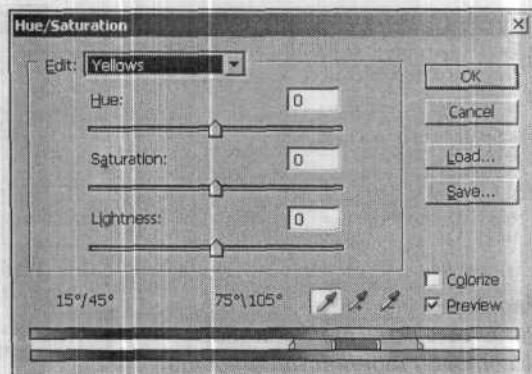 Hue/Saturation
Edit: Yellows
OK
Hue: 0
Cancel
Saturation: 0
Load...
Save...
Lightness: 0
Colorize
15°/45° 75°\105°
Preview